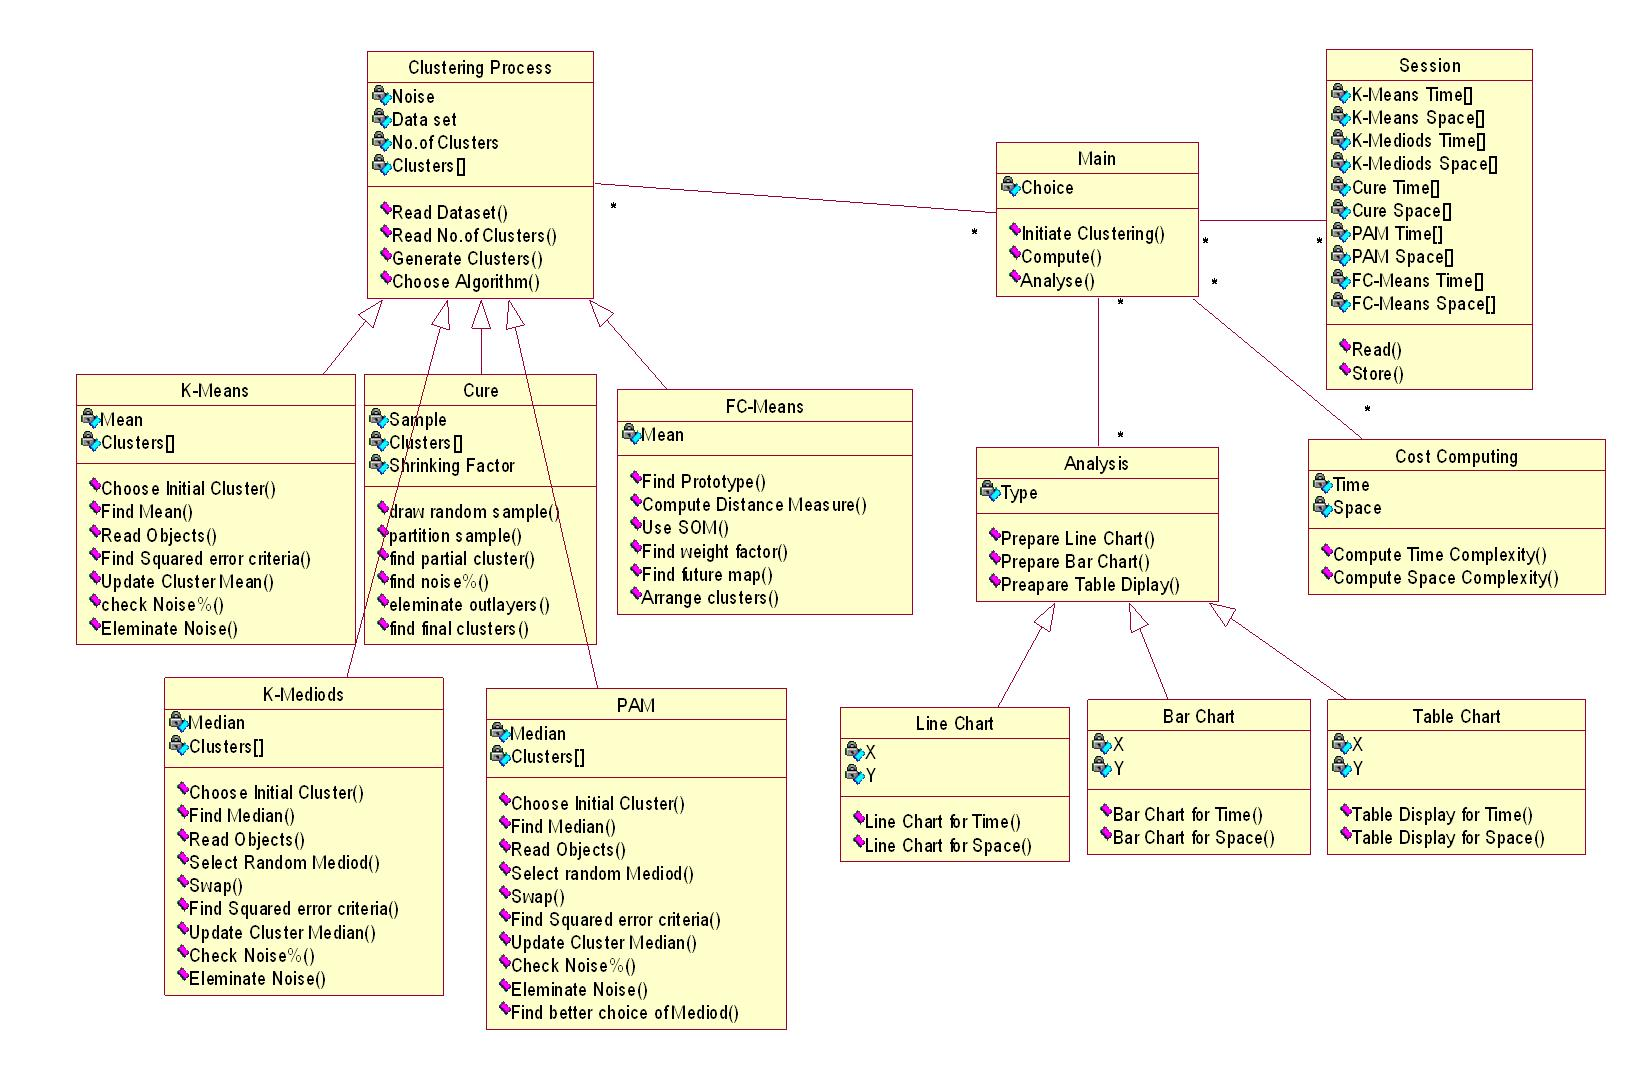 Clustering Process
Noise
Data set
No.of Clusters
Clusters[]
Read Dataset()
Read No.of Clusters()
Generate Clusters()
Choose Algorithm()
*
*
Main
Choice
Initiate Clustering()
Compute()
Analyse()
*
*
*
*
*
*
Session
K-Means Time[]
K-Means Space[]
K-Mediods Time[]
K-Mediods Space[]
Cure Time[]
Cure Space[]
PAM Time[]
PAM Space[]
FC-Means Time[]
FC-Means Space[]
Read()
Store()
K-Means
Mean
Clusters[]
Choose Initial Cluster()
Find Mean()
Read Objects()
Find Squared error criteria()
Update Cluster Mean()
check Noise%()
Eleminate Noise()
Cure
Sample
Clusters[]
Shrinking Factor
draw random sample()
partition sample()
find partial cluster()
find noise%()
eleminate outlayers()
find final clusters()
FC-Means
Mean
Find Prototype()
Compute Distance Measure()
Use SOM()
Find weight factor()
Find future map()
Arrange clusters()
Analysis
Type
Prepare Line Chart()
Prepare Bar Chart()
Preapare Table Diplay()
Cost Computing
Time
Space
Compute Time Complexity()
Compute Space Complexity()
K-Mediods
Median
Clusters[]
Choose Initial Cluster()
Find Median()
Read Objects()
Select Random Mediod()
Swap()
Find Squared error criteria()
Update Cluster Median()
Check Noise%()
Eleminate Noise()
PAM
Median
Clusters[]
Choose Initial Cluster()
Find Median()
Read Objects()
Select random Mediod()
Swap()
Find Squared error criteria()
Update Cluster Median()
Check Noise%()
Eleminate Noise()
Find better choice of Mediod()
Line Chart
X
Y
Line Chart for Time()
Line Chart for Space()
Bar Chart
X
Y
Bar Chart for Time()
Bar Chart for Space()
Table Chart
X
Y
Table Display for Time()
Table Display for Space()